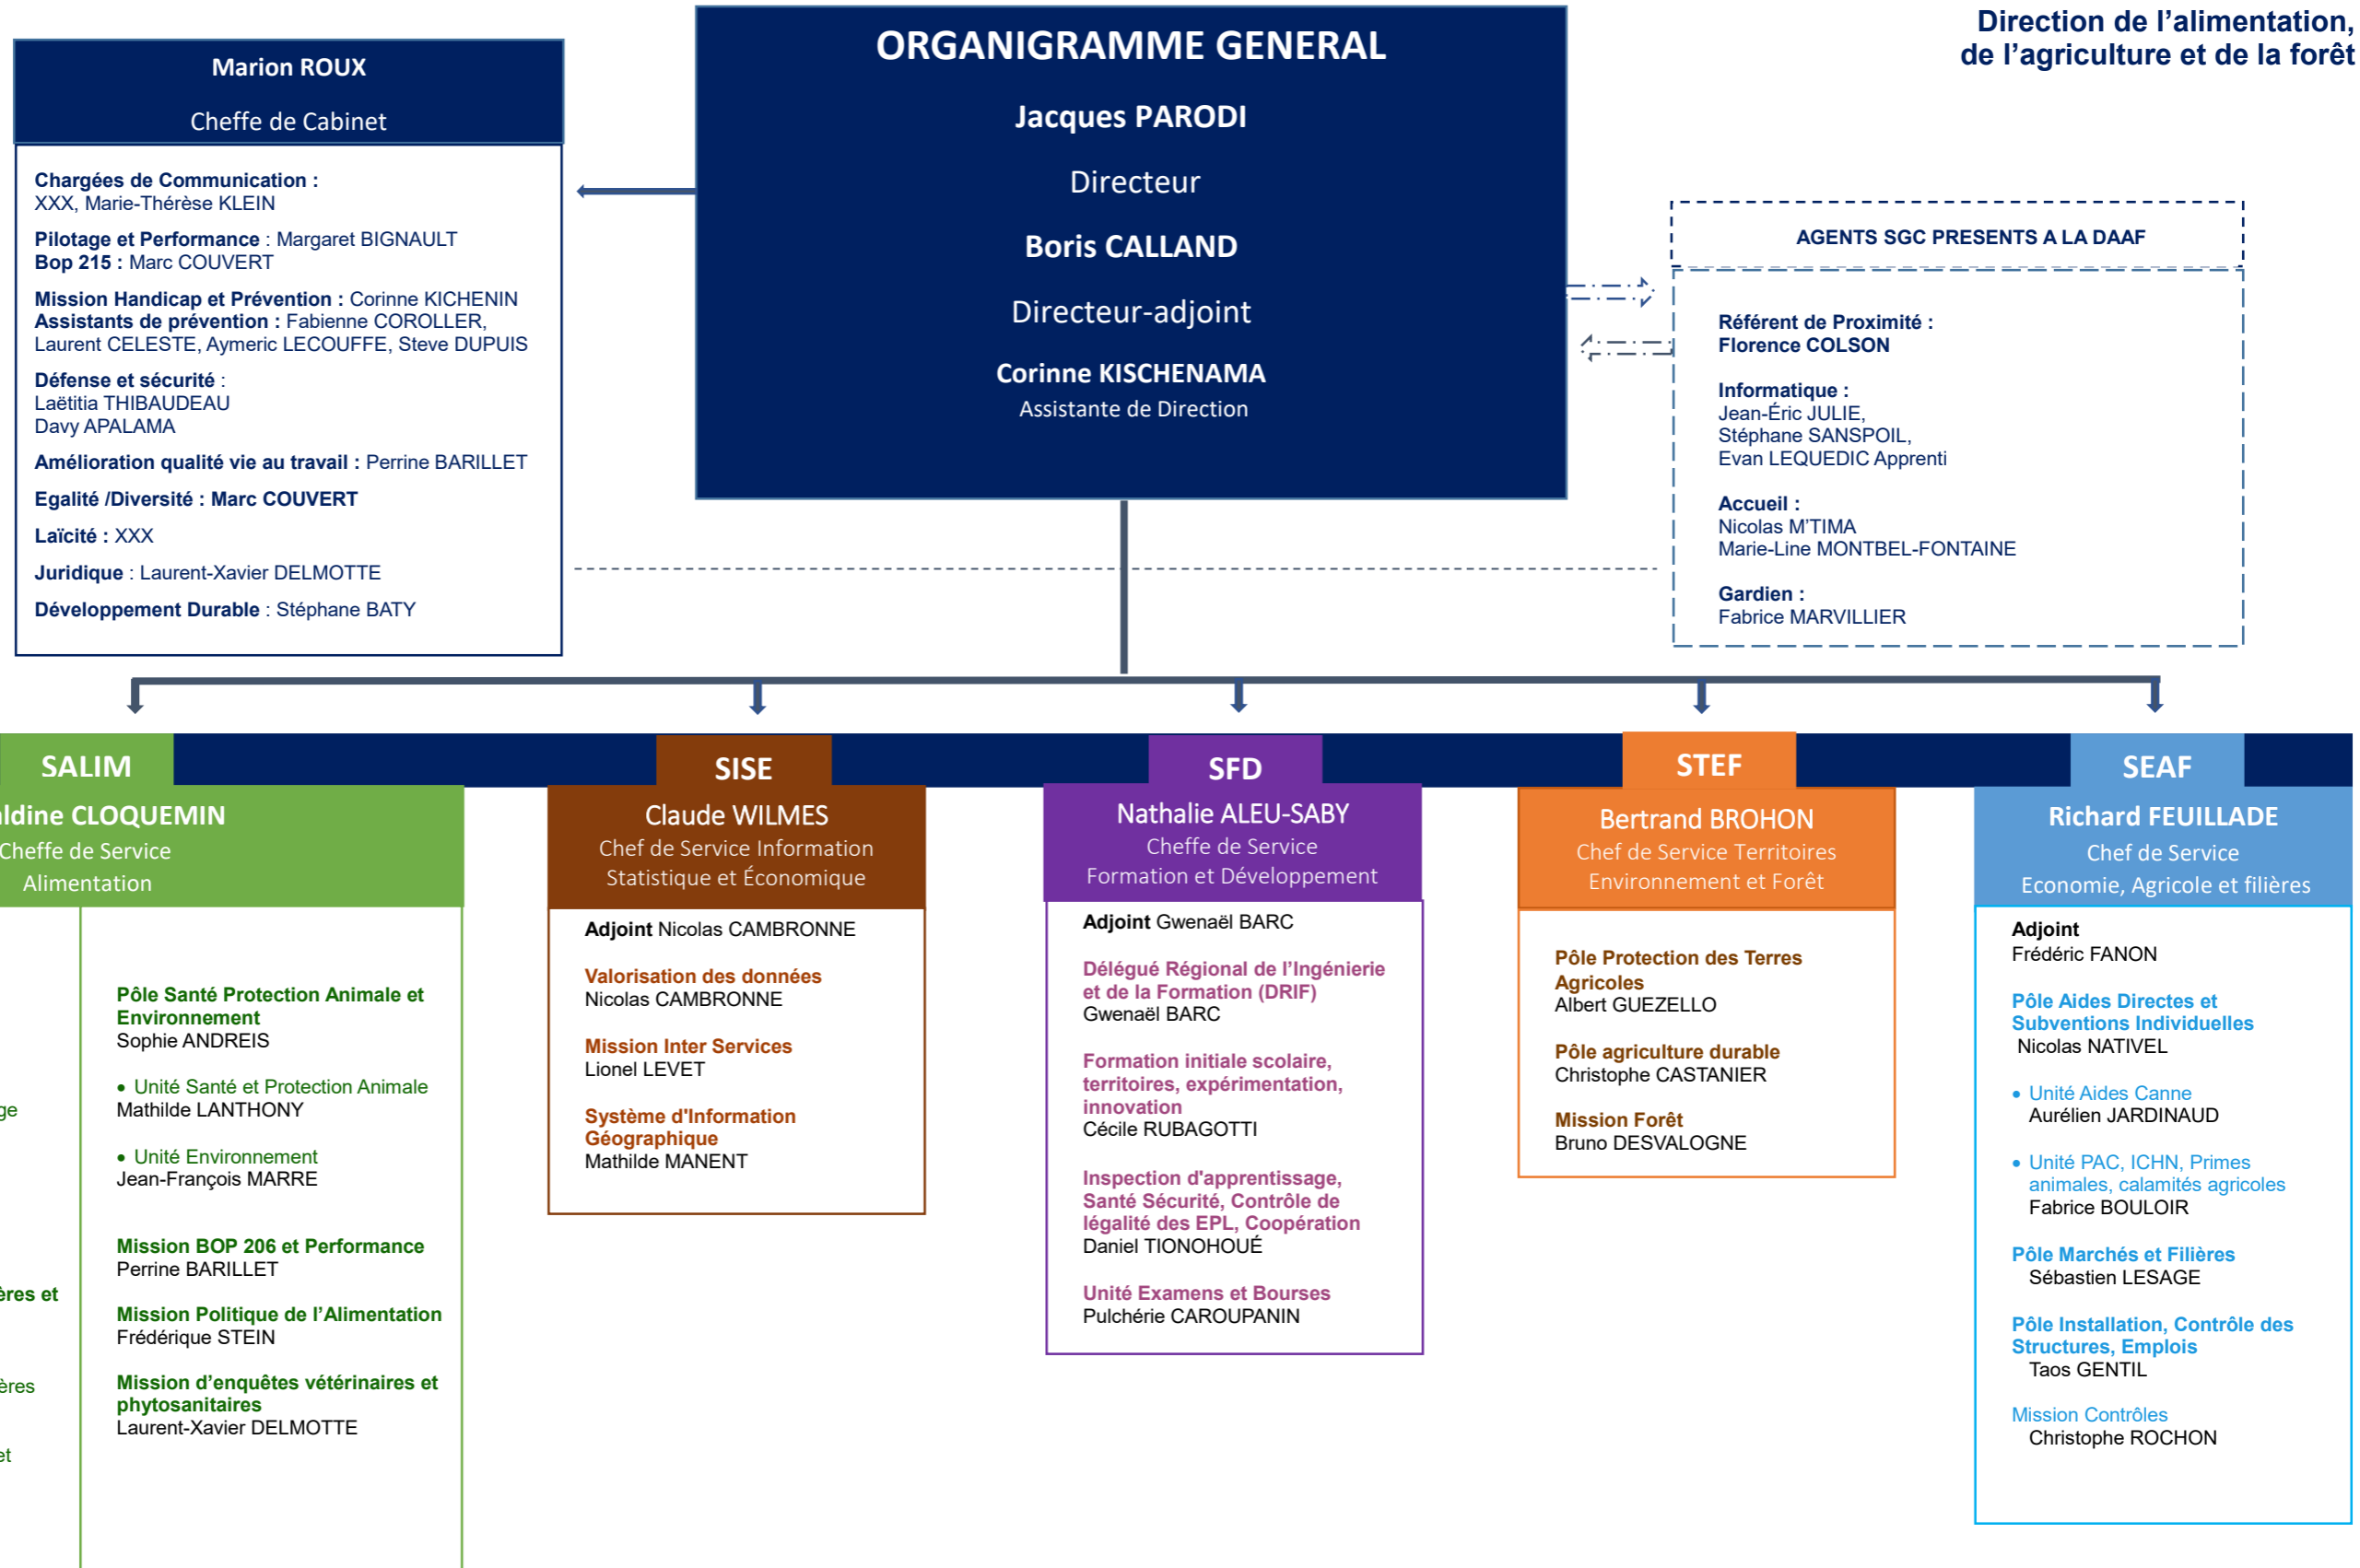 Direction de l’alimentation,
de l’agriculture et de la forêt
ORGANIGRAMME GENERAL
Jacques PARODI
Directeur
Boris CALLAND
Directeur-adjoint
Corinne KISCHENAMA
Assistante de Direction
Marion ROUX
Cheffe de Cabinet
Chargées de Communication :
XXX, Marie-Thérèse KLEIN
Pilotage et Performance : Margaret BIGNAULT
Bop 215 : Marc COUVERT
Mission Handicap et Prévention : Corinne KICHENIN
Assistants de prévention : Fabienne COROLLER,
Laurent CELESTE, Aymeric LECOUFFE, Steve DUPUIS
Défense et sécurité :
Laëtitia THIBAUDEAU
Davy APALAMA
Amélioration qualité vie au travail : Perrine BARILLET
Egalité /Diversité : Marc COUVERT
Laïcité : XXX
Juridique : Laurent-Xavier DELMOTTE
Développement Durable : Stéphane BATY
AGENTS SGC PRESENTS A LA DAAF
Référent de Proximité :
Florence COLSON
Informatique :
Jean-Éric JULIE,
Stéphane SANSPOIL,
Evan LEQUEDIC Apprenti
Accueil :
Nicolas M’TIMA
Marie-Line MONTBEL-FONTAINE
Gardien :
Fabrice MARVILLIER
SALIM
ldine CLOQUEMIN
Cheffe de Service
Alimentation
ge
ères et
ères
et
Pôle Santé Protection Animale et
Environnement
Sophie ANDREIS
• Unité Santé et Protection Animale
Mathilde LANTHONY
• Unité Environnement
Jean-François MARRE
Mission BOP 206 et Performance
Perrine BARILLET
Mission Politique de l’Alimentation
Frédérique STEIN
Mission d’enquêtes vétérinaires et
phytosanitaires
Laurent-Xavier DELMOTTE
SISE
Claude WILMES
Chef de Service Information
Statistique et Économique
Adjoint Nicolas CAMBRONNE
Valorisation des données
Nicolas CAMBRONNE
Mission Inter Services
Lionel LEVET
Système d'Information
Géographique
Mathilde MANENT
SFD
Nathalie ALEU-SABY
Cheffe de Service
Formation et Développement
Adjoint Gwenaël BARC
Délégué Régional de l’Ingénierie
et de la Formation (DRIF)
Gwenaël BARC
Formation initiale scolaire,
territoires, expérimentation,
innovation
Cécile RUBAGOTTI
Inspection d'apprentissage,
Santé Sécurité, Contrôle de
légalité des EPL, Coopération
Daniel TIONOHOUÉ
Unité Examens et Bourses
Pulchérie CAROUPANIN
STEF
Bertrand BROHON
Chef de Service Territoires
Environnement et Forêt
Pôle Protection des Terres
Agricoles
Albert GUEZELLO
Pôle agriculture durable
Christophe CASTANIER
Mission Forêt
Bruno DESVALOGNE
SEAF
Richard FEUILLADE
Chef de Service
Economie, Agricole et filières
Adjoint
Frédéric FANON
Pôle Aides Directes et
Subventions Individuelles
Nicolas NATIVEL
• Unité Aides Canne
Aurélien JARDINAUD
• Unité PAC, ICHN, Primes
animales, calamités agricoles
Fabrice BOULOIR
Pôle Marchés et Filières
Sébastien LESAGE
Pôle Installation, Contrôle des
Structures, Emplois
Taos GENTIL
Mission Contrôles
Christophe ROCHON